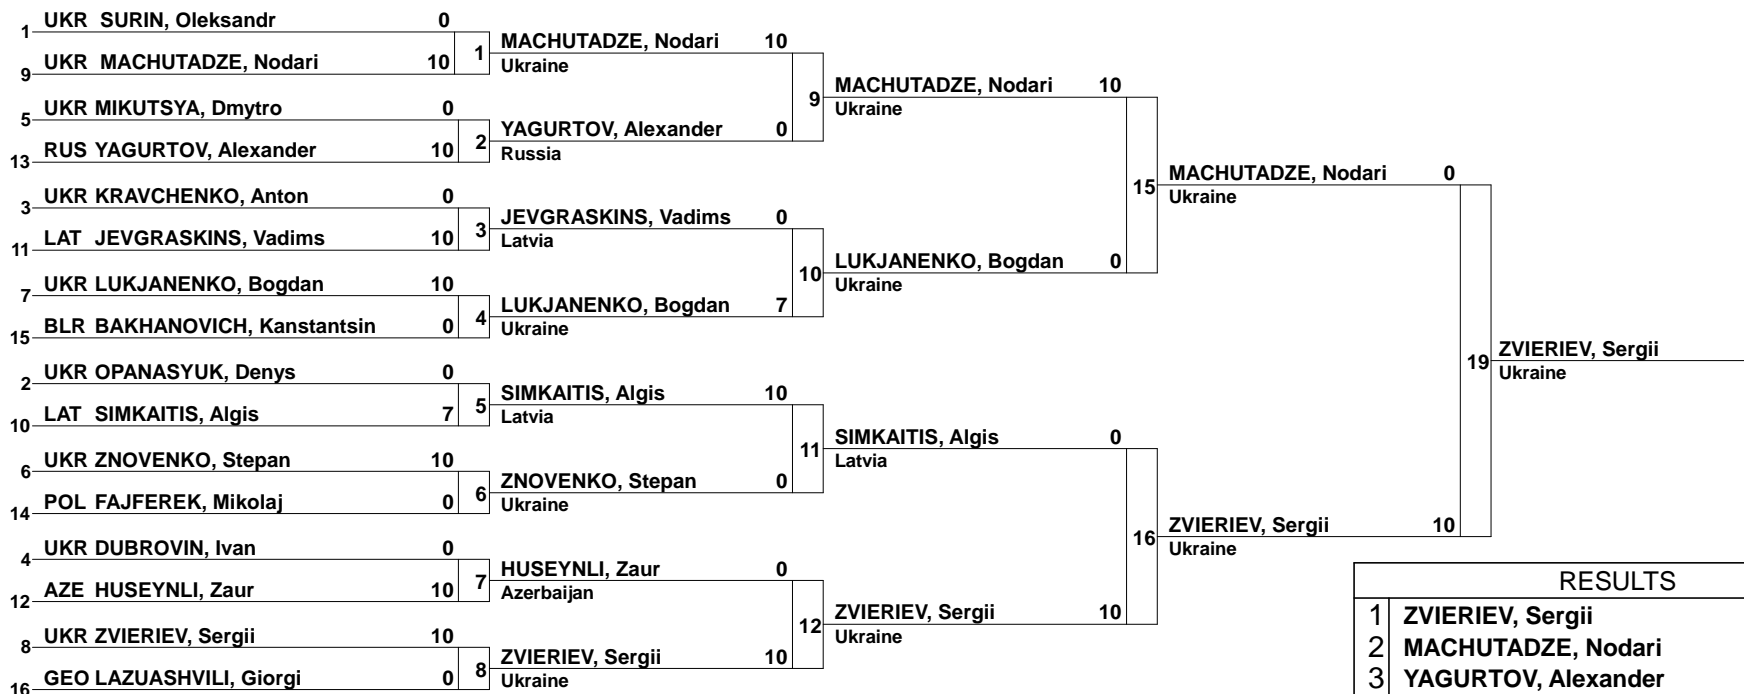 UKR SURIN, Oleksandr 0
1
UKR MACHUTADZE, Nodari 10
9
1
MACHUTADZE, Nodari 10
Ukraine
UKR MIKUTSYA, Dmytro 0
5
RUS YAGURTOV, Alexander 10
13
2
YAGURTOV, Alexander 0
Russia
9
MACHUTADZE, Nodari 10
Ukraine
UKR KRAVCHENKO, Anton 0
3
LAT JEVGRASKINS, Vadims 10
11
3
JEVGRASKINS, Vadims 0
Latvia
UKR LUKJANENKO, Bogdan 10
7
BLR BAKHANOVICH, Kanstantsin 0
15
4
LUKJANENKO, Bogdan 7
Ukraine
10
LUKJANENKO, Bogdan 0
Ukraine
15
MACHUTADZE, Nodari 0
Ukraine
UKR OPANASYUK, Denys 0
2
LAT SIMKAITIS, Algis 7
10
5
SIMKAITIS, Algis 10
Latvia
UKR ZNOVENKO, Stepan 10
6
POL FAJFEREK, Mikolaj 0
14
6
ZNOVENKO, Stepan 0
Ukraine
11
SIMKAITIS, Algis 0
Latvia
UKR DUBROVIN, Ivan 0
4
AZE HUSEYNLI, Zaur 10
12
7
HUSEYNLI, Zaur 0
Azerbaijan
UKR ZVIERIEV, Sergii 10
8
GEO LAZUASHVILI, Giorgi 0
16
8
ZVIERIEV, Sergii 10
Ukraine
12
ZVIERIEV, Sergii 10
Ukraine
16
ZVIERIEV, Sergii 10
Ukraine
19
ZVIERIEV, Sergii
Ukraine
RESULTS
1 ZVIERIEV, Sergii
2 MACHUTADZE, Nodari
3 YAGURTOV, Alexander